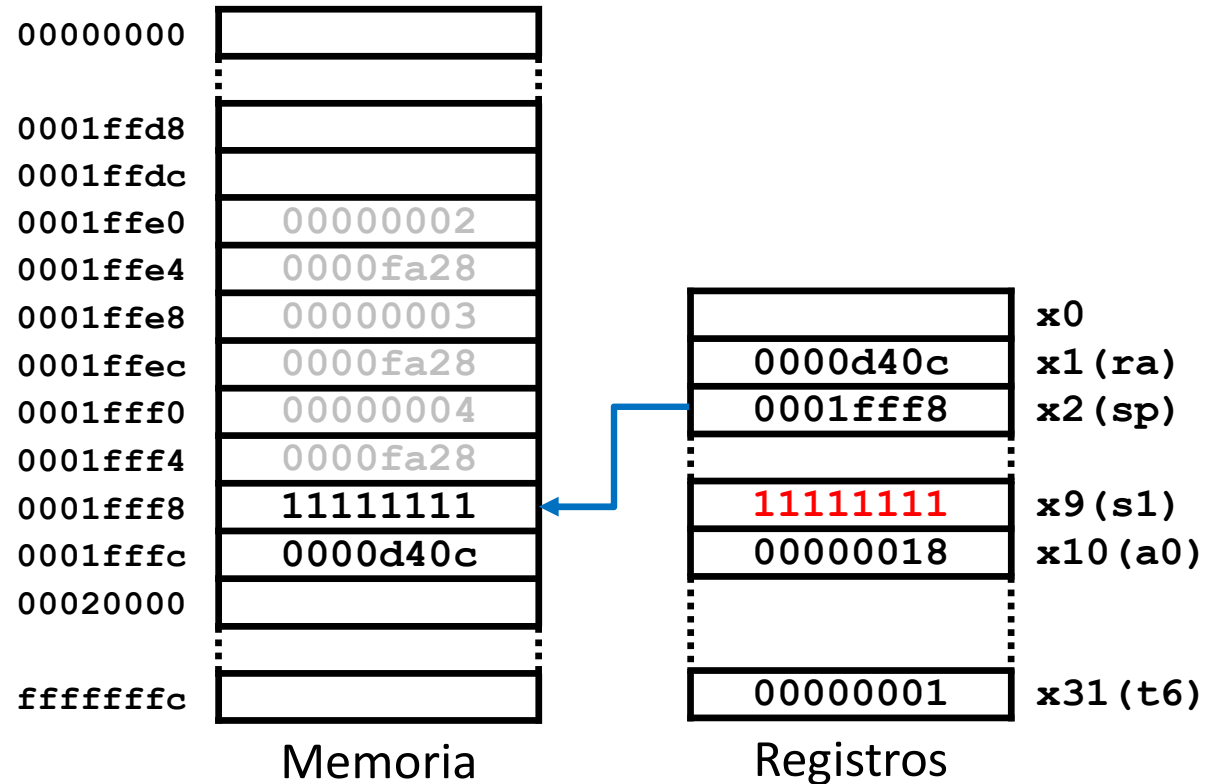 00000000
0001ffd8
0001ffdc
0001ffe0 00000002
0001ffe4 0000fa28
0001ffe8 00000003
0001ffec 0000fa28
0001fff0 00000004
0001fff4 0000fa28
0001fff8 11111111
0001fffc 0000d40c
00020000
fffffffc
Memoria
x0
0000d40c x1(ra)
0001fff8 x2(sp)
11111111 x9(s1)
00000018 x10(a0)
00000001 x31(t6)
Registros